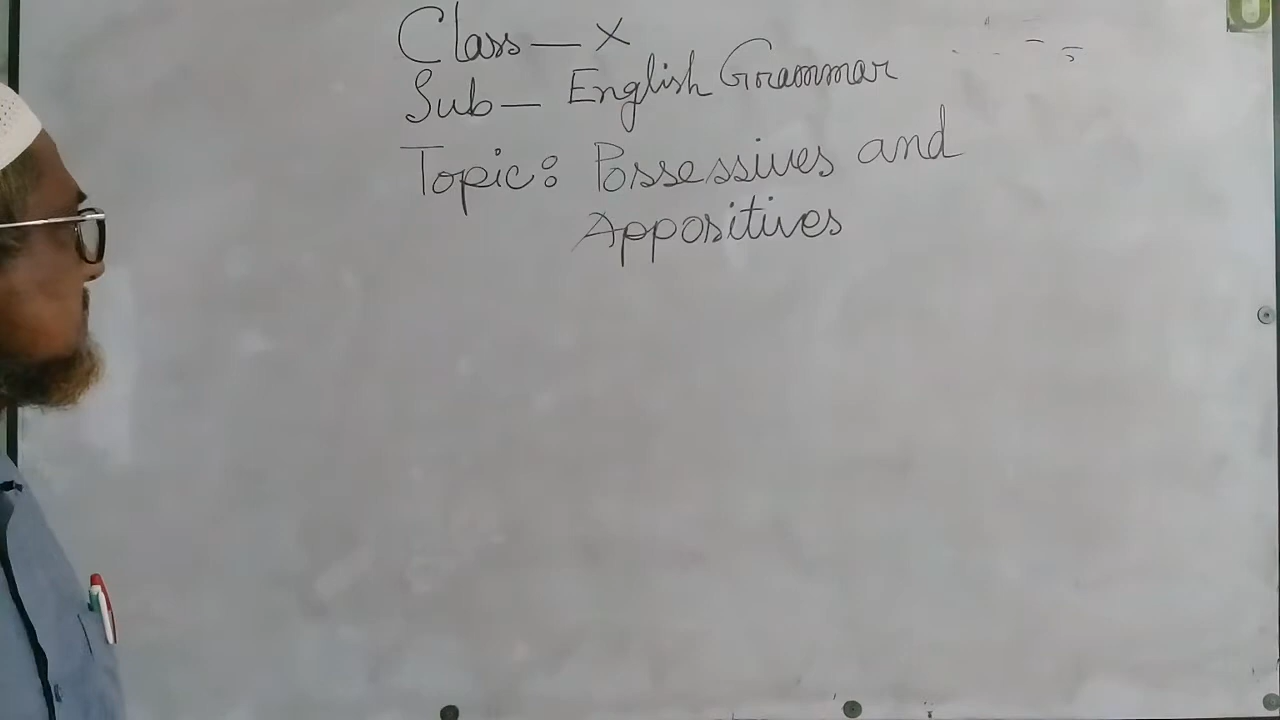 Class — X
Sub — English Grammar
Topic: Possessives and
Appositives